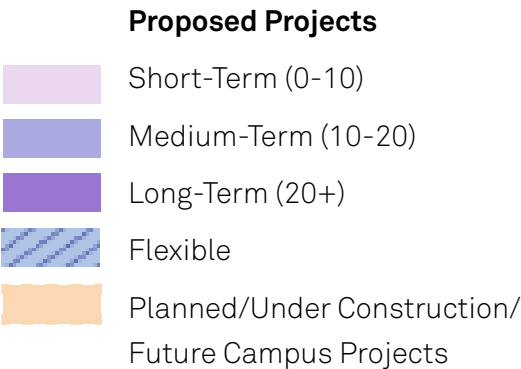 Proposed Projects
Short-Term (0-10)
Medium-Term (10-20)
Long-Term (20+)
Flexible
Planned/Under Construction/
Future Campus Projects